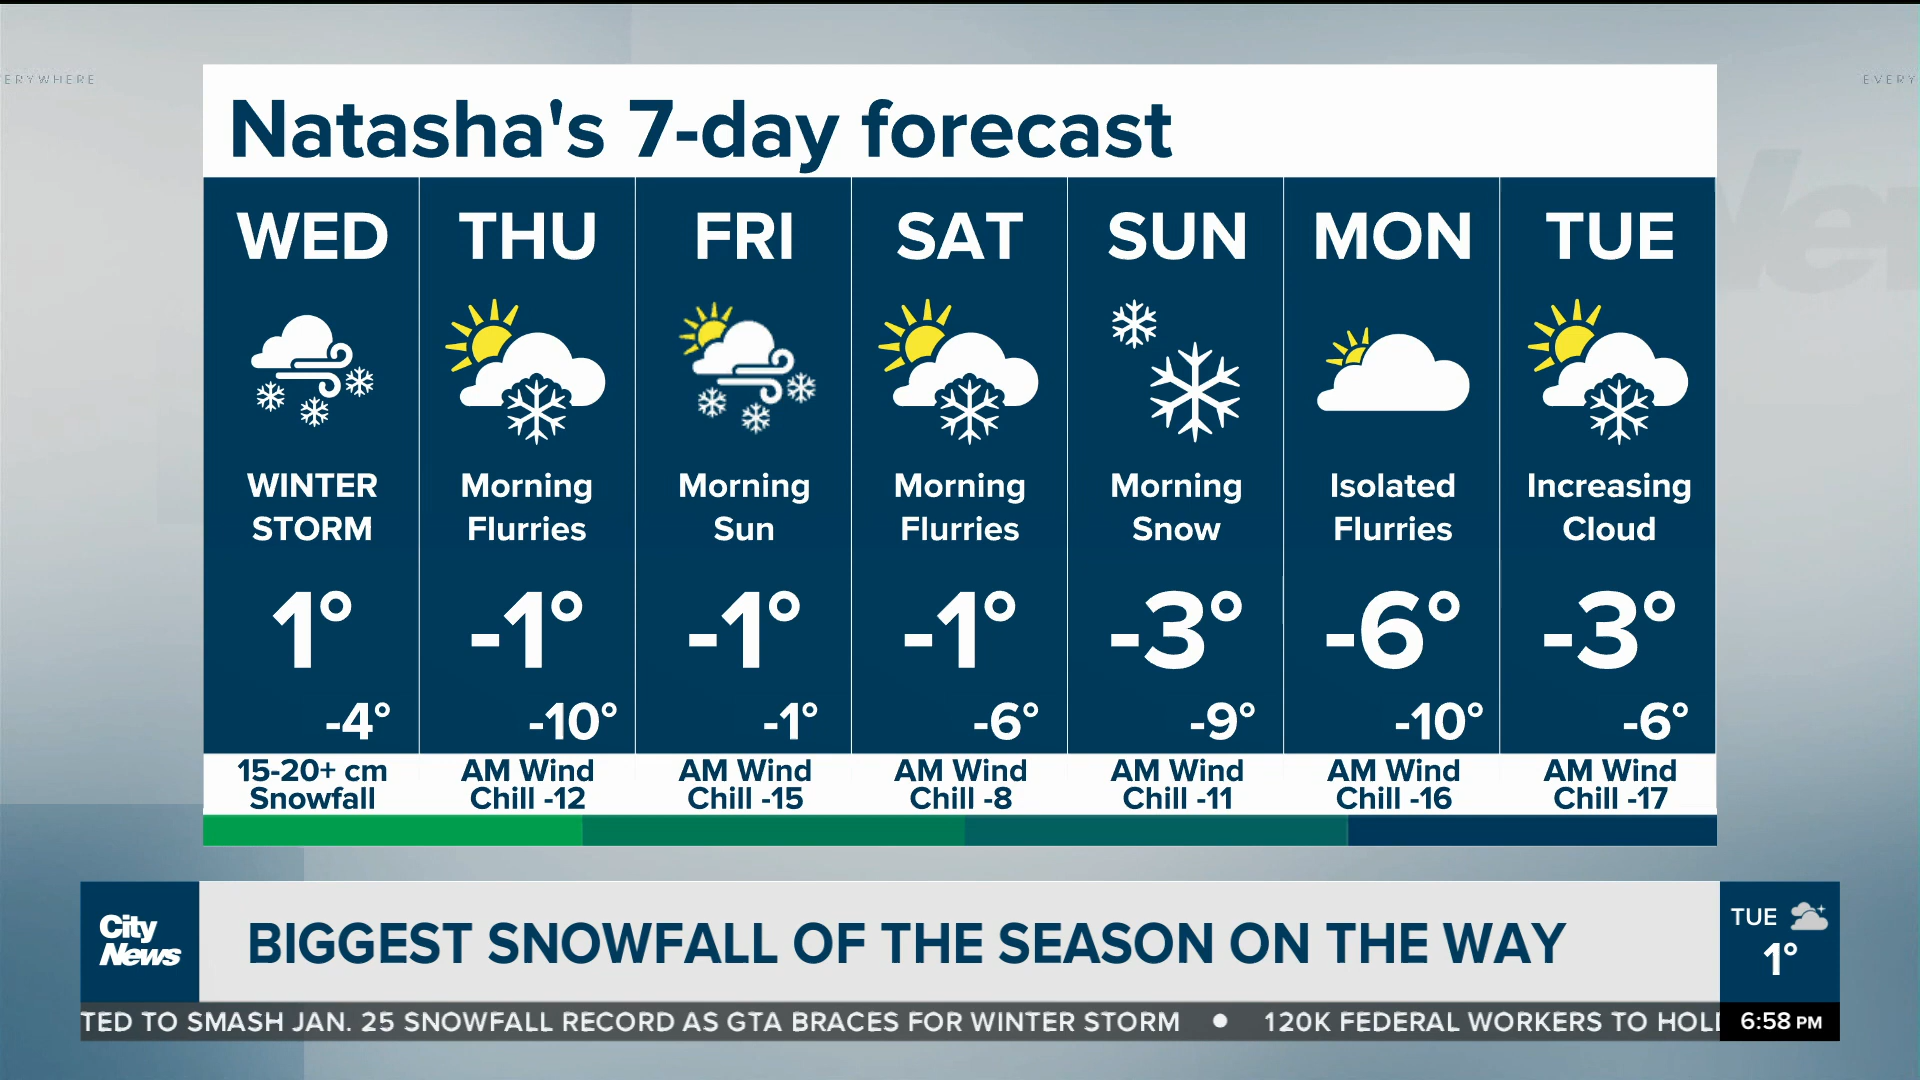 ERYWHERE
EVERY
Natasha's 7-day forecast
WED
THU
FRI
SAT
SUN
MON
TUE
WINTER
STORM
Morning
Flurries
Morning
Sun
Morning
Flurries
Morning
Snow
Isolated
Flurries
Increasing
Cloud
1°
-1°
-1°
-1°
-3°
-6°
-3°
-4°
-10°
-1°
-6°
-9°
-10°
-6°
15-20+ cm
Snowfall
AM Wind
Chill -12
AM Wind
Chill -15
AM Wind
Chill -8
AM Wind
Chill -11
AM Wind
Chill -16
AM Wind
Chill -17
City
News
BIGGEST SNOWFALL OF THE SEASON ON THE WAY
TUE
1°
TED TO SMASH JAN. 25 SNOWFALL RECORD AS GTA BRACES FOR WINTER STORM • 120K FEDERAL WORKERS TO HOL
6:58 PM